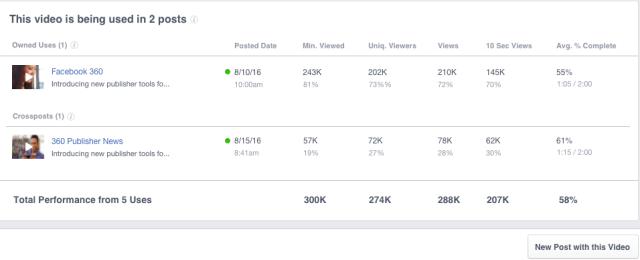 This video is being used in 2 posts
Owned Uses (1) Posted Date Min. Viewed Uniq. Viewers Views 10 Sec Views Avg. % Complete
Facebook 360 8/10/16 243K 202K 210K 145K 55%
Introducing new publisher tools fo... 10:00am 81% 73%% 72% 70% 1:05 / 2:00
Crossposts (1)
360 Publisher News 8/15/16 57K 72K 78K 62K 61%
Introducing new publisher tools fo... 8:41am 19% 27% 28% 30% 1:15 / 2:00
Total Performance from 5 Uses 300K 274K 288K 207K 58%
New Post with this Video